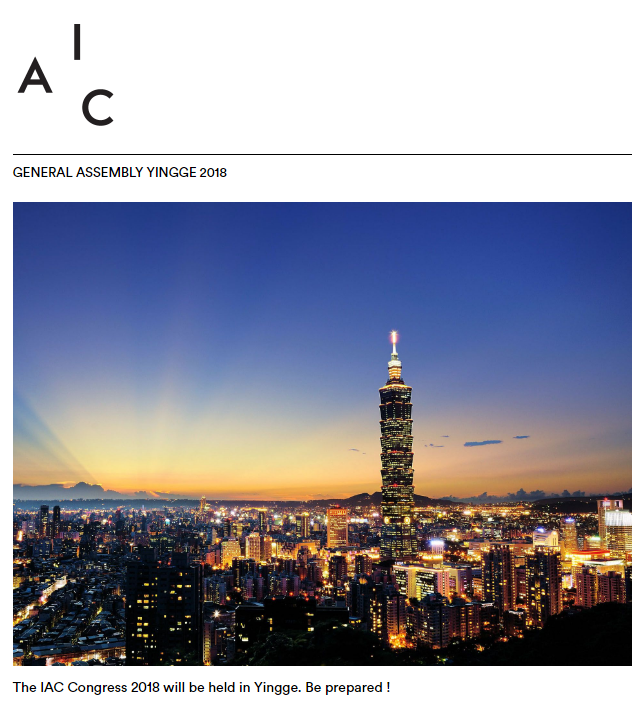 I
A
C
GENERAL ASSEMBLY YINGGE 2018
The IAC Congress 2018 will be held in Yingge. Be prepared !